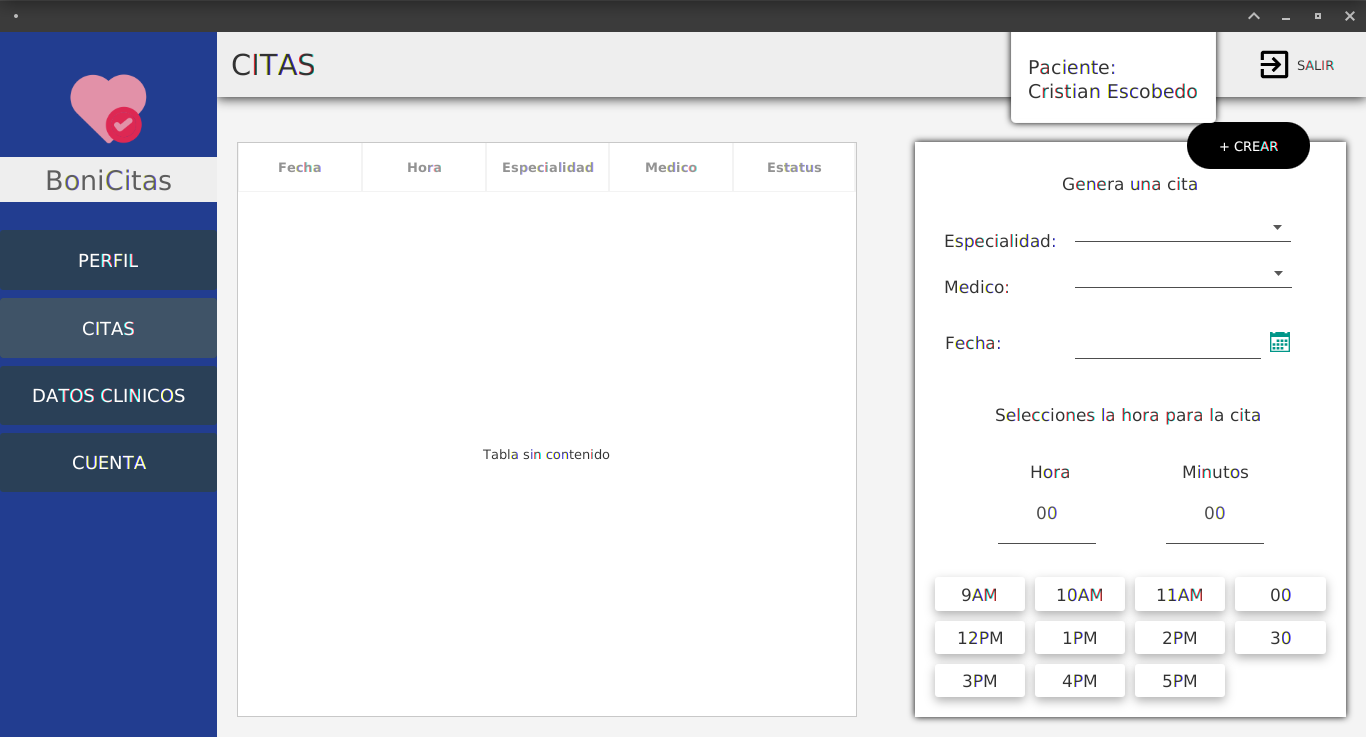 CITAS
Paciente:
Cristian Escobedo
SALIR
BoniCitas
PERFIL
CITAS
DATOS CLINICOS
CUENTA
Fecha Hora Especialidad Medico Estatus
Tabla sin contenido
+ CREAR
Genera una cita
Especialidad:
Medico:
Fecha:
Selecciones la hora para la cita
Hora Minutos
00 00
9AM 10AM 11AM 00
12PM 1PM 2PM 30
3PM 4PM 5PM